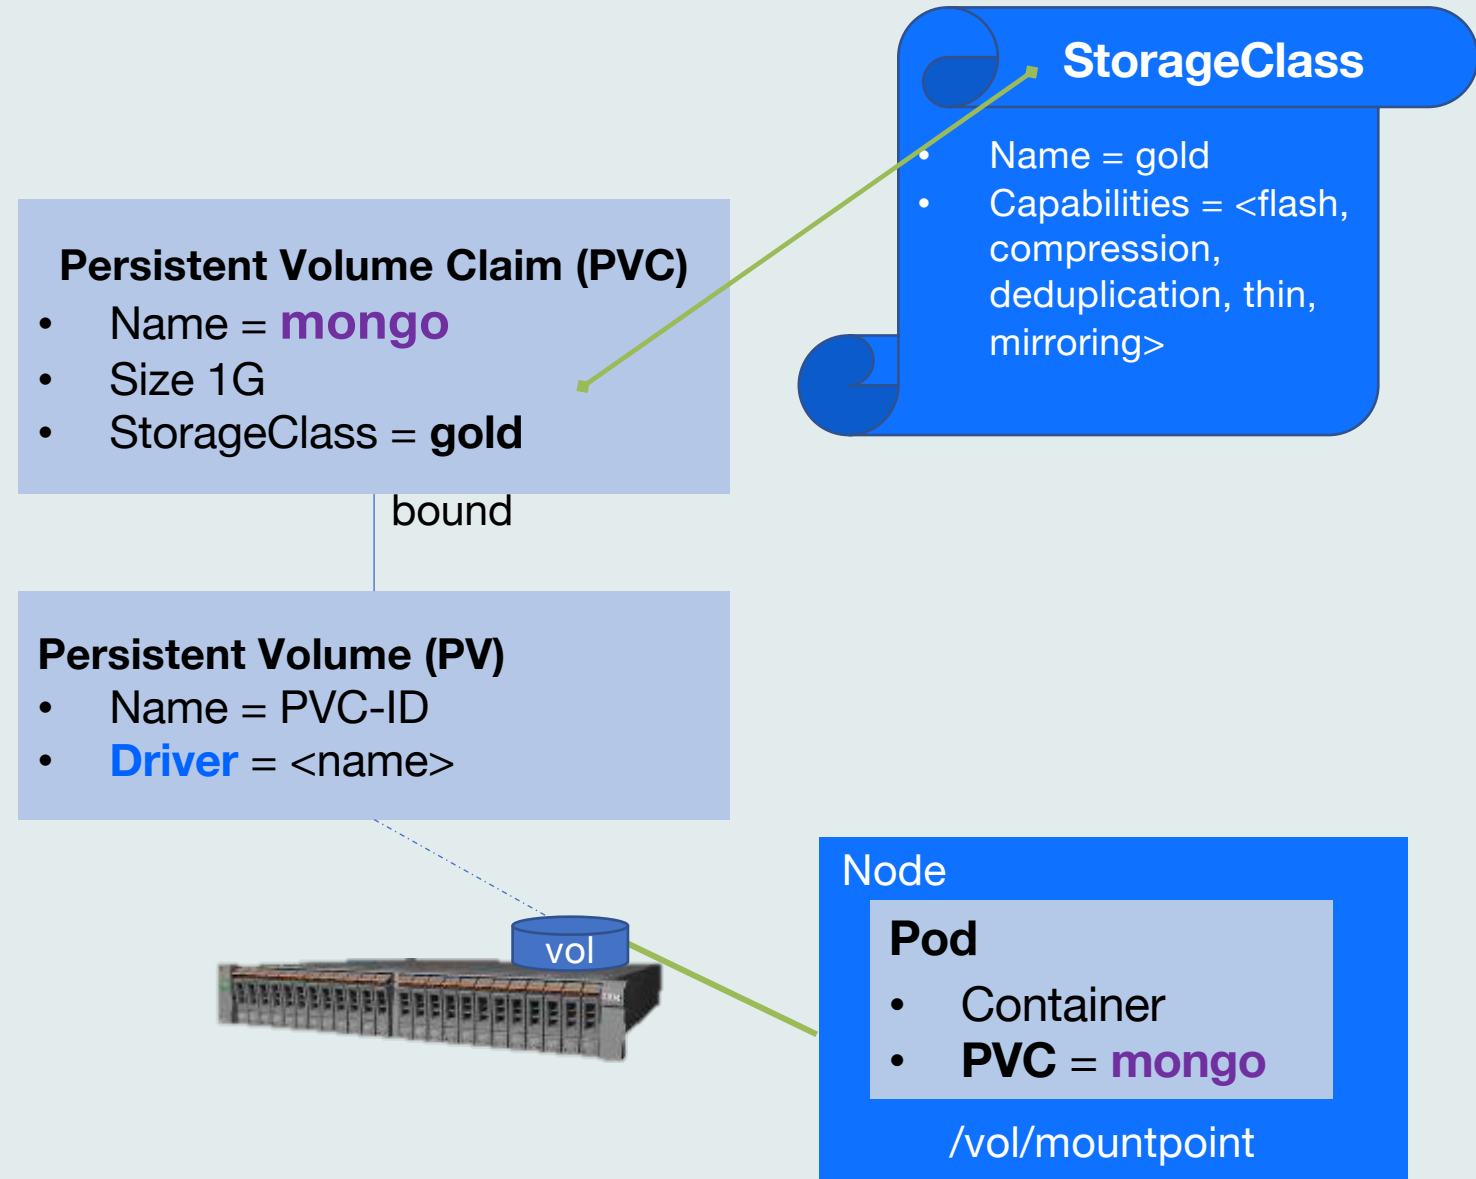 StorageClass
• Name = gold
• Capabilities = <flash,
compression,
deduplication, thin,
mirroring>
Persistent Volume Claim (PVC)
• Name = mongo
• Size 1G
• StorageClass = gold
bound
Persistent Volume (PV)
• Name = PVC-ID
• Driver = <name>
vol
Node
Pod
• Container
• PVC = mongo
/vol/mountpoint